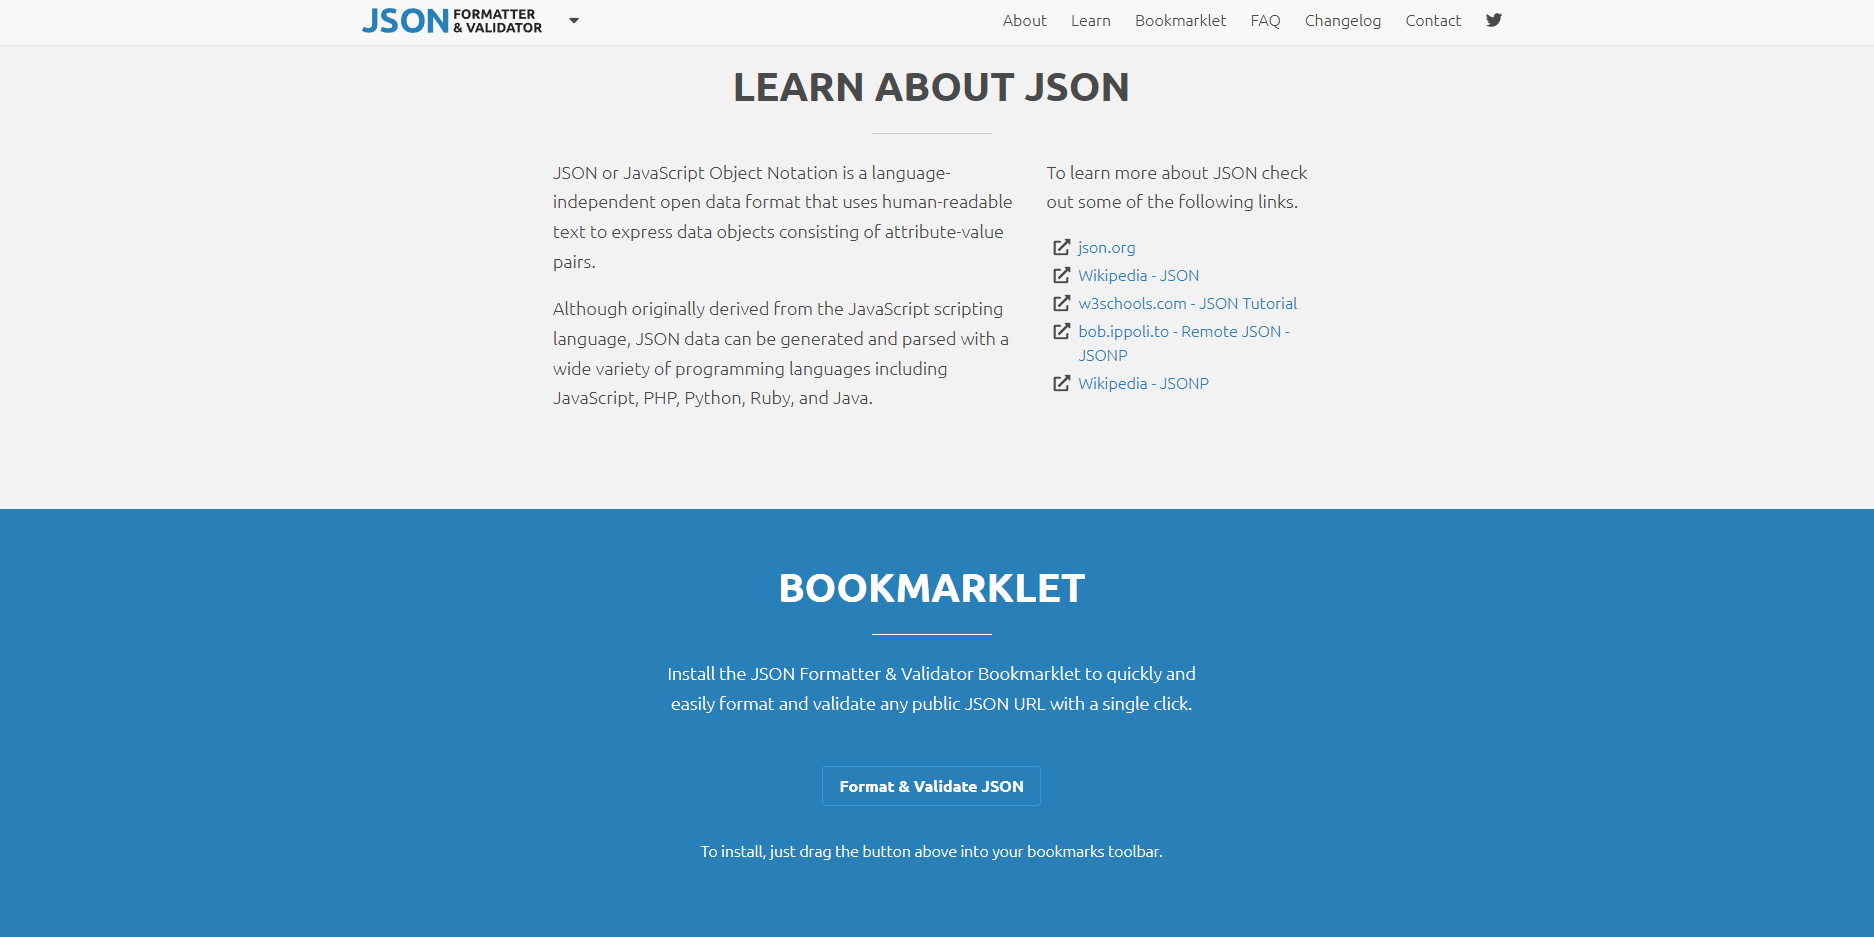 JSON FORMATTER
& VALIDATOR
About Learn Bookmarklet FAQ Changelog Contact
LEARN ABOUT JSON
JSON or JavaScript Object Notation is a language-
independent open data format that uses human-readable
text to express data objects consisting of attribute-value
pairs.
Although originally derived from the JavaScript scripting
language, JSON data can be generated and parsed with a
wide variety of programming languages including
JavaScript, PHP, Python, Ruby, and Java.
To learn more about JSON check
out some of the following links.
json.org
Wikipedia - JSON
w3schools.com - JSON Tutorial
bob.ippoli.to - Remote JSON -
JSONP
Wikipedia - JSONP
BOOKMARKLET
Install the JSON Formatter & Validator Bookmarklet to quickly and
easily format and validate any public JSON URL with a single click.
Format & Validate JSON
To install, just drag the button above into your bookmarks toolbar.